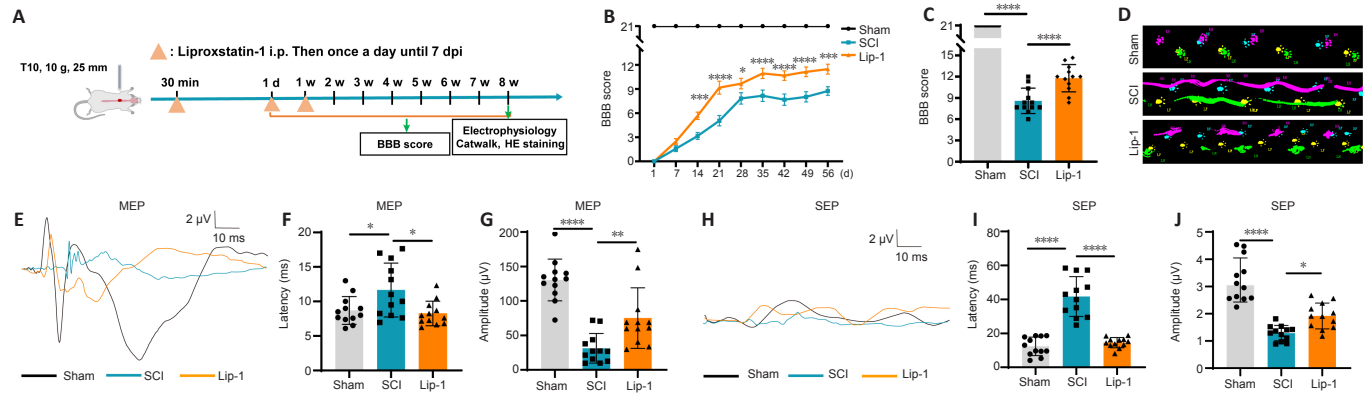 A
: Liproxstatin-1 i.p. Then once a day until 7 dpi
T10, 10 g, 25 mm
30 min
1 d
1 w
2 w
3 w
4 w
5 w
6 w
7 w
8 w
BBB score
Electrophysiology
Catwalk, HE staining
B
BBB score
21
12
9
6
3
0
1
7
14
21
28
35
42
49
56
(d)
Sham
SCI
Lip-1
***
****
*
****
****
****
***
C
BBB score
21
15
12
9
6
3
0
****
****
Sham
SCI
Lip-1
D
Sham
SCI
Lip-1
E
MEP
2 μV
10 ms
Sham
SCI
Lip-1
F
MEP
Latency (ms)
20
15
10
5
0
*
*
Sham
SCI
Lip-1
G
MEP
Amplitude (μV)
200
150
100
50
0
****
**
Sham
SCI
Lip-1
H
SEP
2 μV
10 ms
Sham
SCI
Lip-1
I
SEP
Latency (ms)
80
60
40
20
0
****
****
Sham
SCI
Lip-1
J
SEP
Amplitude (μV)
5
4
3
2
1
0
****
*
Sham
SCI
Lip-1